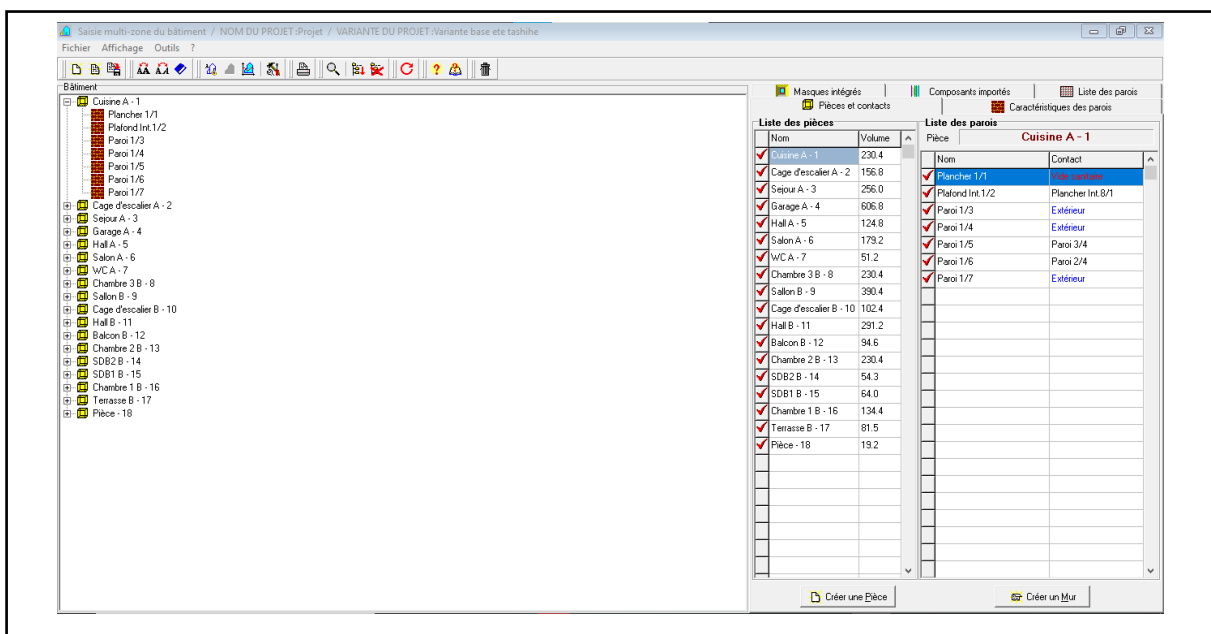 Saisie multi-zone du bâtiment / NOM DU PROJET :Projet / VARIANTE DU PROJET :Variante base ete tashihe
Fichier Affichage Outils ?
Bâtiment
Cuisine A - 1
Plancher 1/1
Plafond Int.1/2
Paroi 1/3
Paroi 1/4
Paroi 1/5
Paroi 1/6
Paroi 1/7
Cage d'escalier A - 2
Sejour A - 3
Garage A - 4
Hall A - 5
Salon A - 6
WC A - 7
Chambre 3 B - 8
Sallon B - 9
Cage d'escalier B - 10
Hall B - 11
Balcon B - 12
Chambre 2 B - 13
SDB2 B - 14
SDB1 B - 15
Chambre 1 B - 16
Terrasse B - 17
Pièce - 18
Masques intégrés Composants importés Liste des parois
Pièces et contacts Caractéristiques des parois
Liste des pièces
Nom Volume
Cuisine A - 1 230.4
Cage d'escalier A - 2 156.8
Sejour A - 3 256.0
Garage A - 4 606.8
Hall A - 5 124.8
Salon A - 6 179.2
WC A - 7 51.2
Chambre 3 B - 8 230.4
Sallon B - 9 390.4
Cage d'escalier B - 10 102.4
Hall B - 11 291.2
Balcon B - 12 94.6
Chambre 2 B - 13 230.4
SDB2 B - 14 54.3
SDB1 B - 15 64.0
Chambre 1 B - 16 134.4
Terrasse B - 17 81.5
Pièce - 18 19.2
Créer une Pièce
Liste des parois
Pièce Cuisine A - 1
Nom Contact
Plancher 1/1 Vide sanitaire
Plafond Int.1/2 Plancher Int.8/1
Paroi 1/3 Extérieur
Paroi 1/4 Extérieur
Paroi 1/5 Paroi 3/4
Paroi 1/6 Paroi 2/4
Paroi 1/7 Extérieur
Créer un Mur